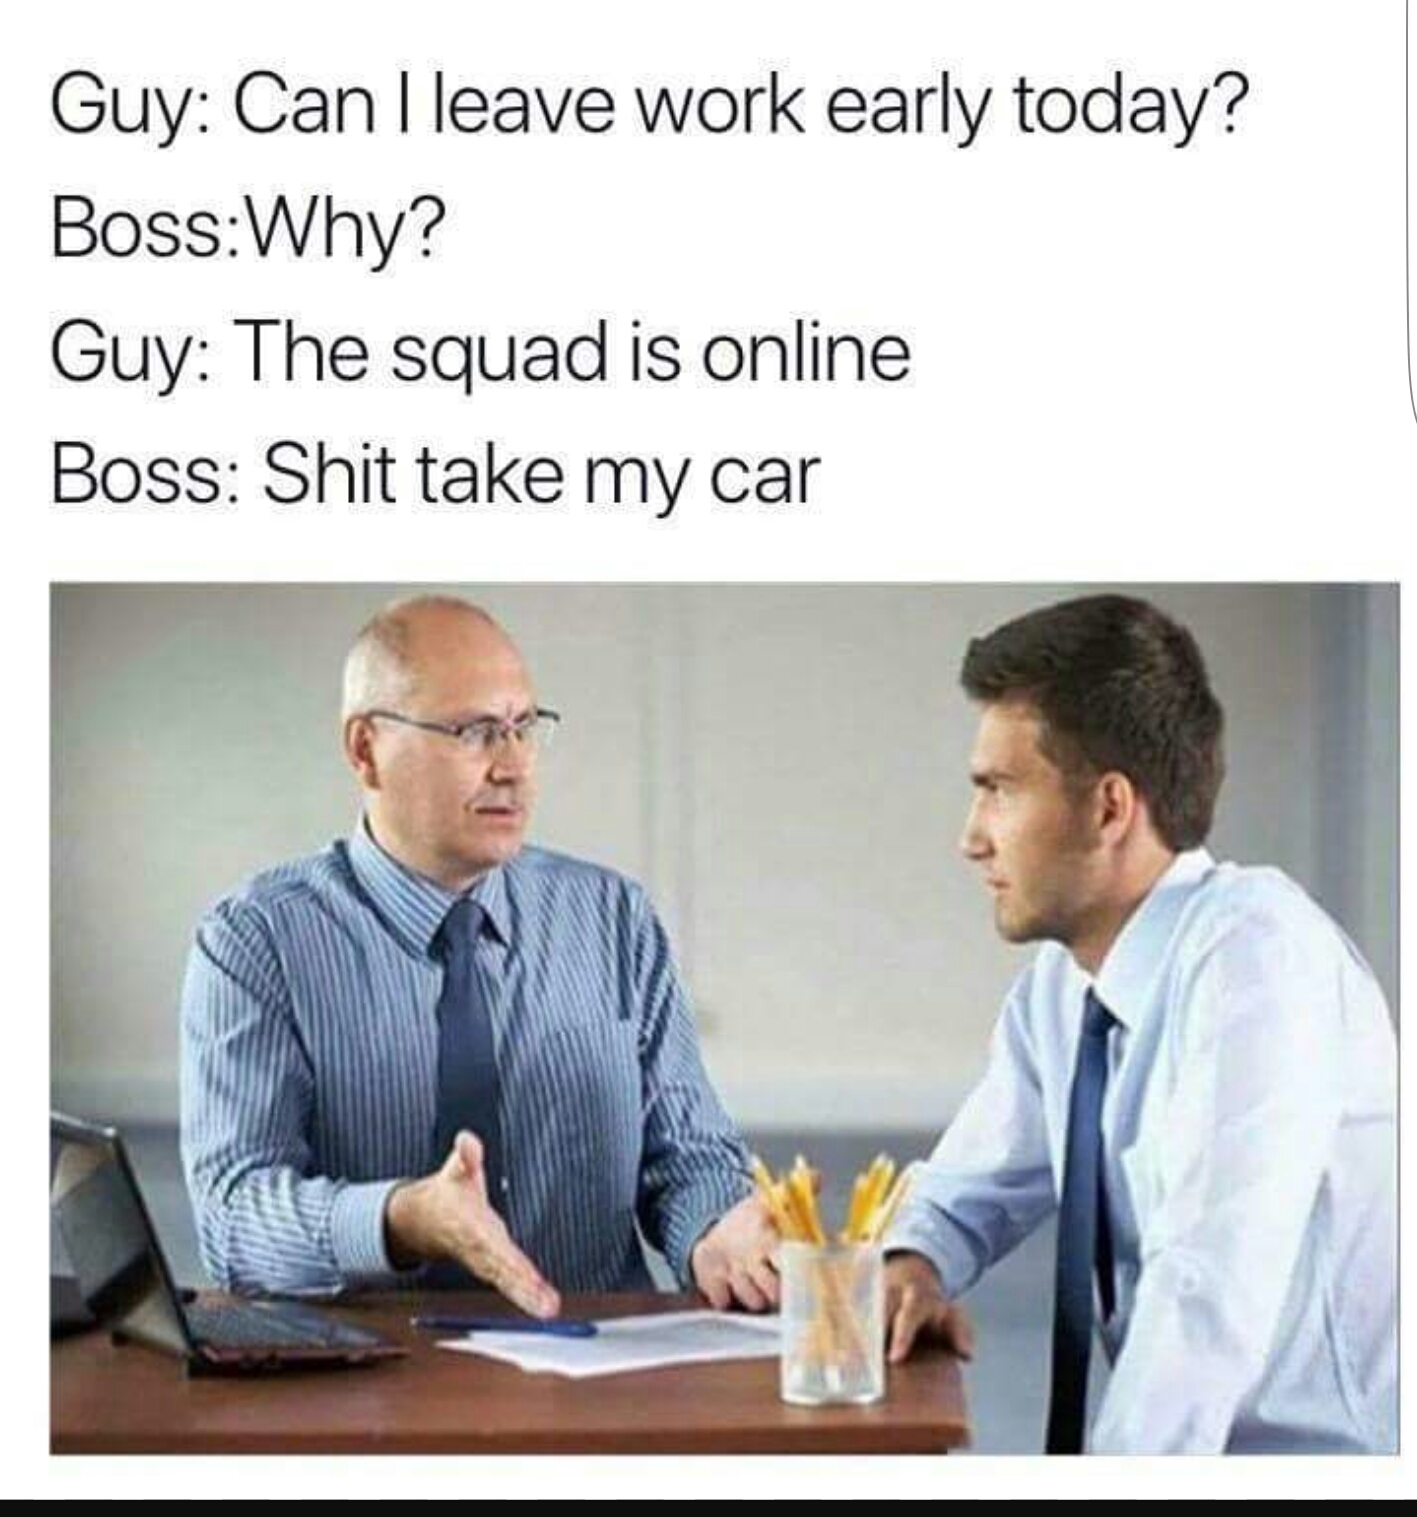 Guy: Can I leave work early today?
Boss:Why?
Guy: The squad is online
Boss: Shit take my car